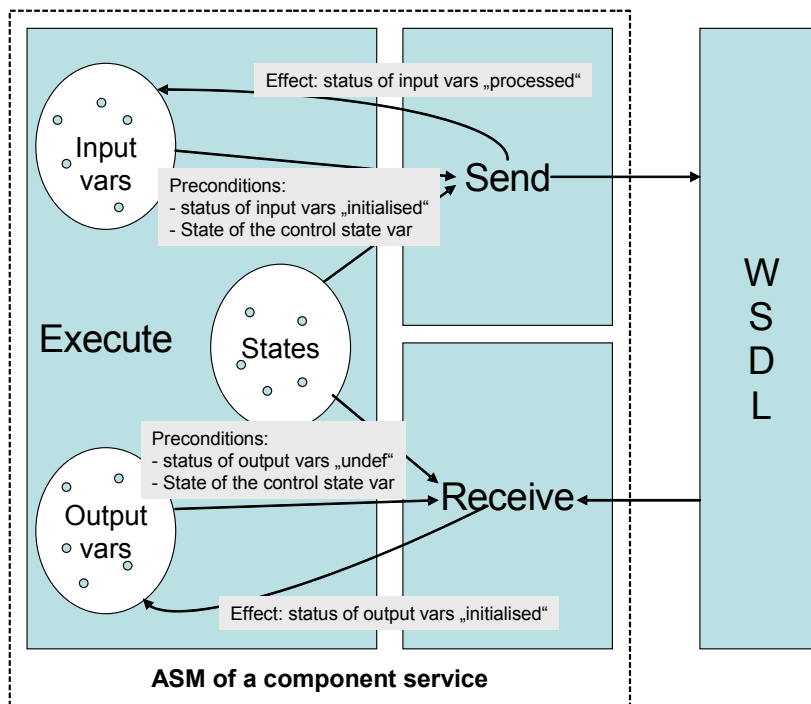 Effect: status of input vars „processed“
Input
vars
Send
Preconditions:
- status of input vars „initialised“
- State of the control state var
W
S
D
L
Execute
States
Preconditions:
- status of output vars „undef“
- State of the control state var
Receive
Output
vars
Effect: status of output vars „initialised“
ASM of a component service